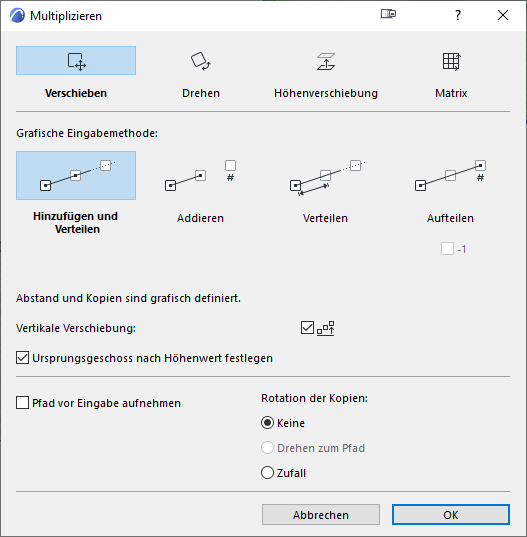 Multiplizieren
?
Verschieben Drehen Höhenverschiebung Matrix
Grafische Eingabemethode:
# #
Hinzufügen und Verteilen Addieren Verteilen Aufteilen
-1
Abstand und Kopien sind grafisch definiert.
Vertikale Verschiebung:
Ursprungsgeschoss nach Höhenwert festlegen
Pfad vor Eingabe aufnehmen
Rotation der Kopien:
Keine
Drehen zum Pfad
Zufall
Abbrechen OK